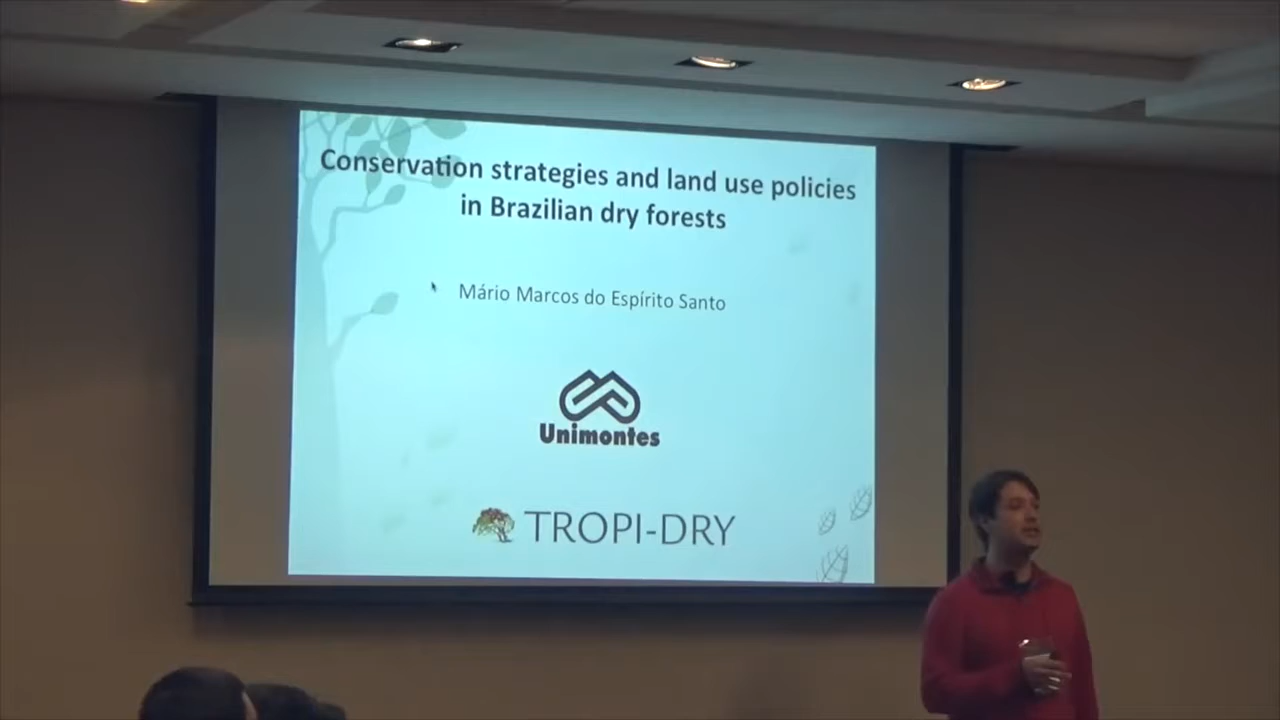 Conservation strategies and land use policies
in Brazilian dry forests
Mário Marcos do Espírito Santo
Unimontes
TROPI-DRY